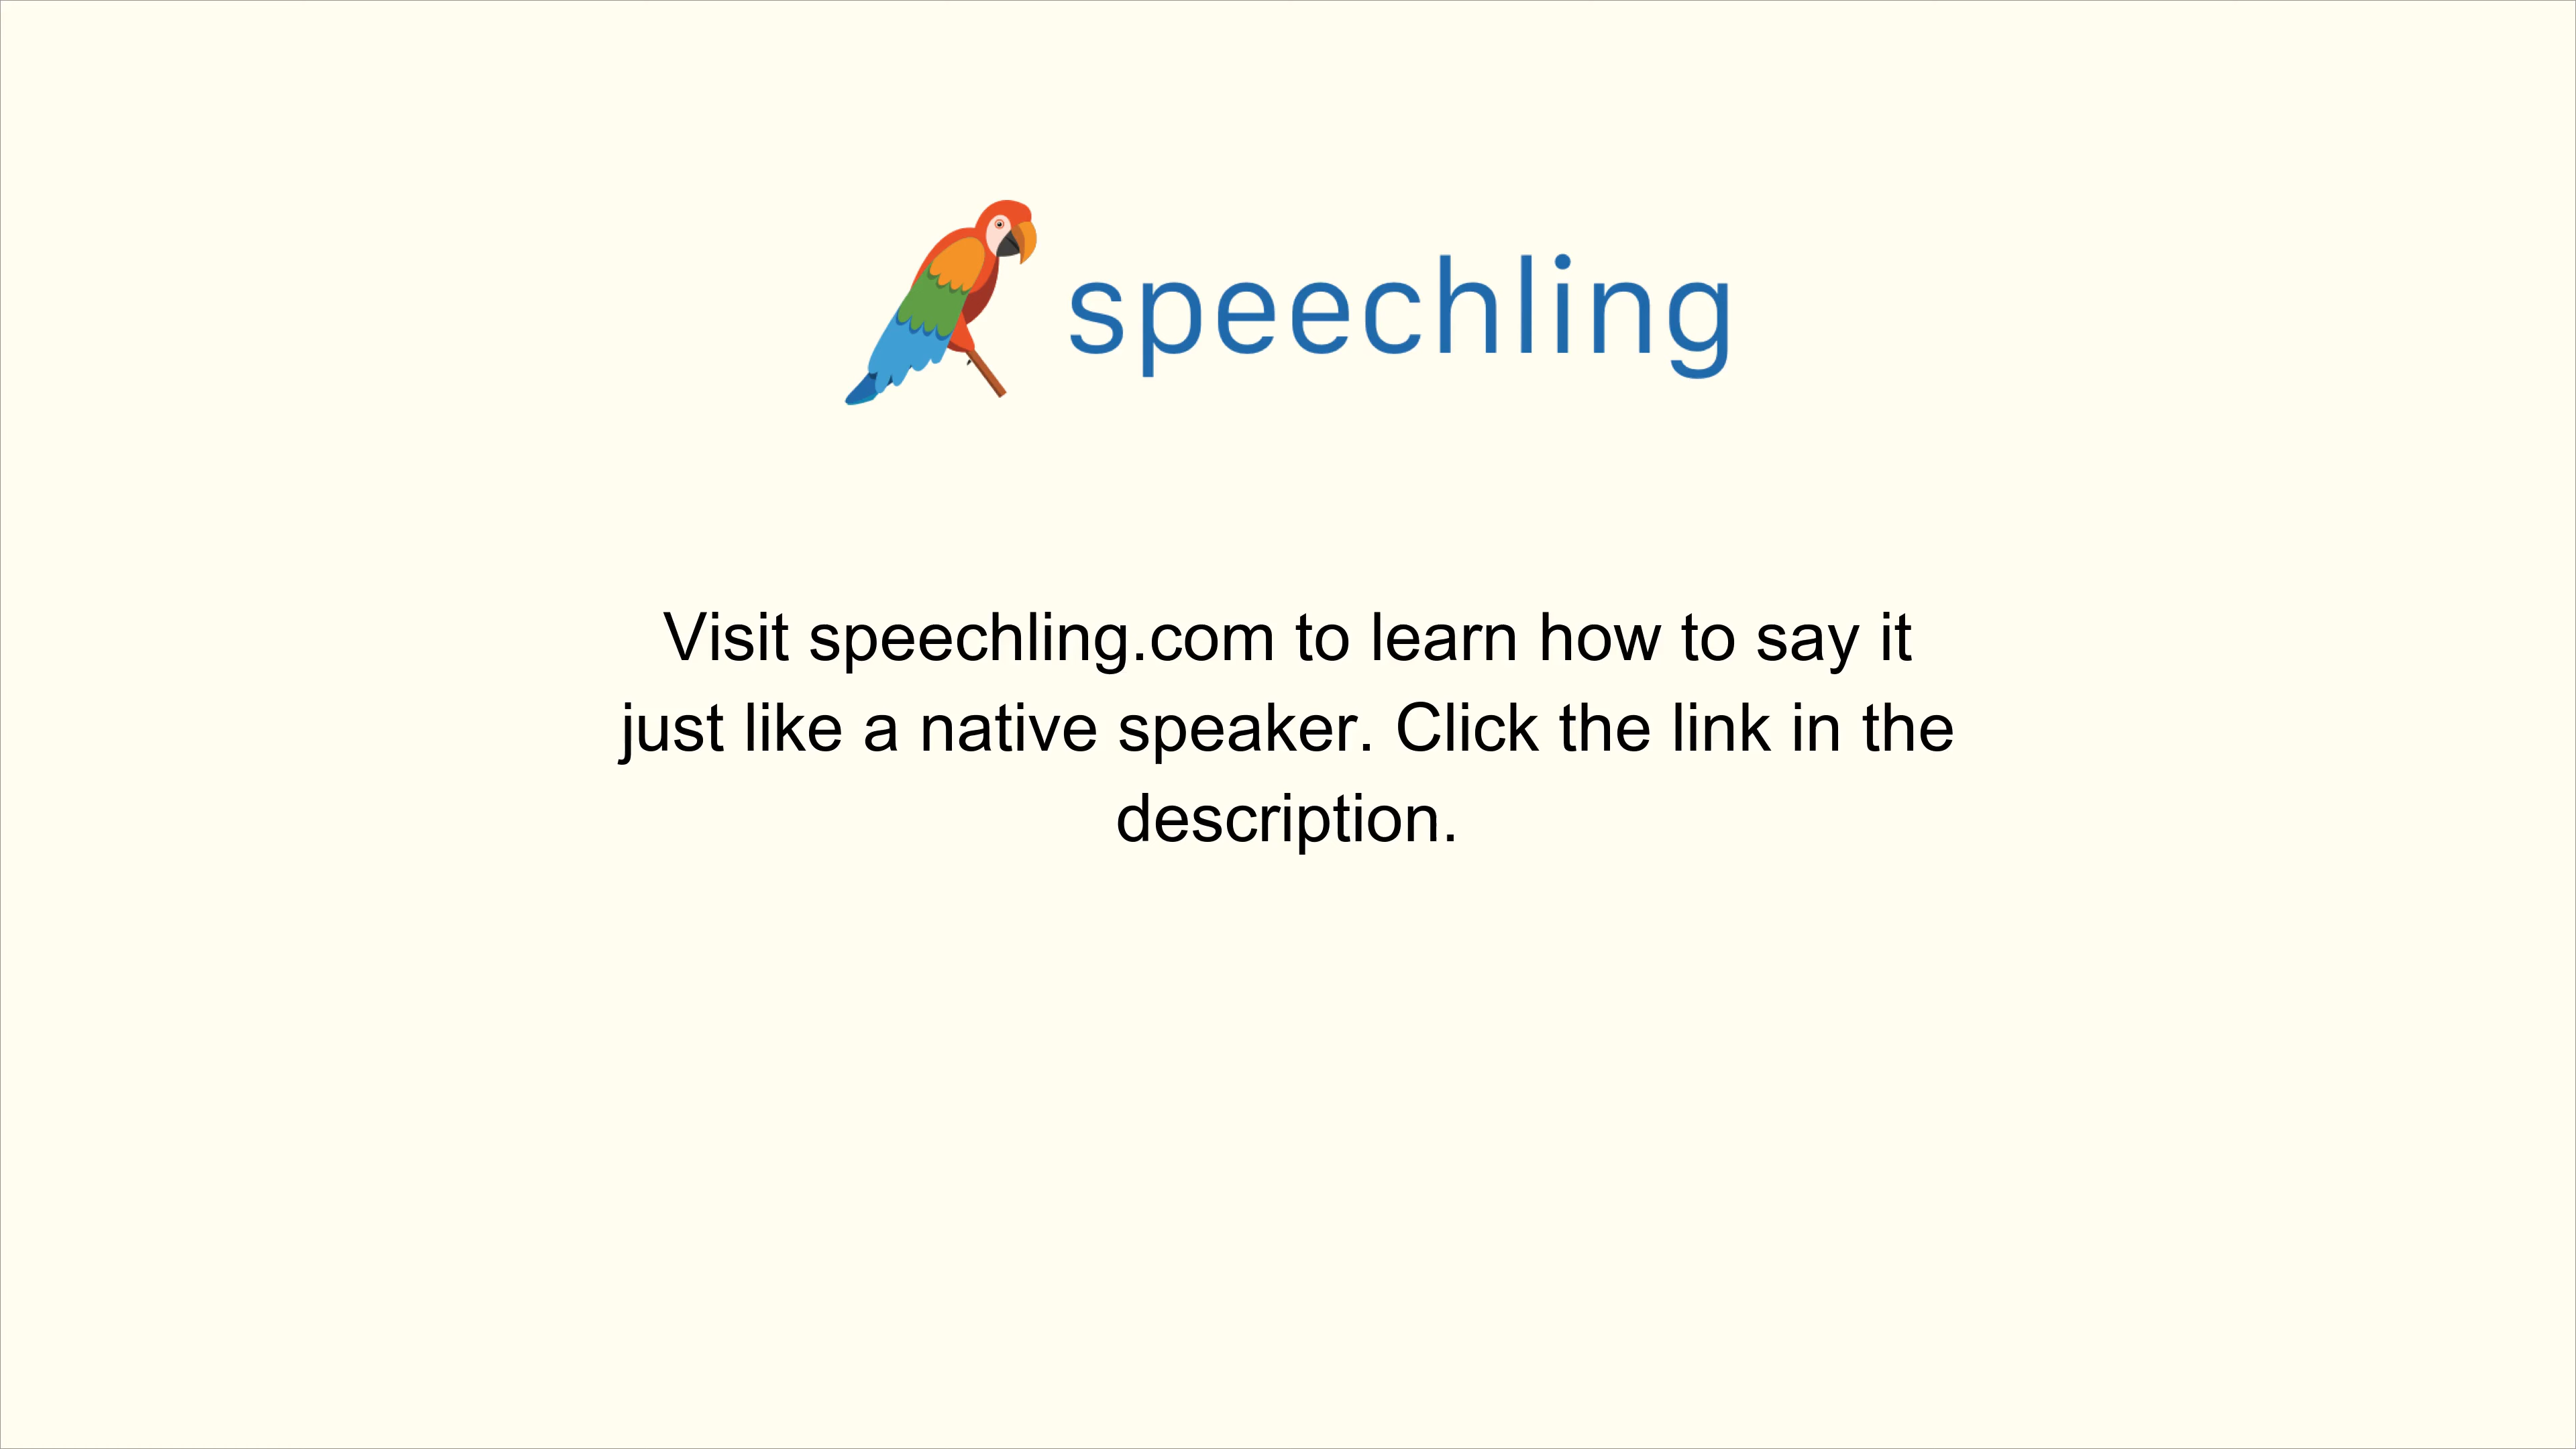 speechling
Visit speechling.com to learn how to say it
just like a native speaker. Click the link in the
description.